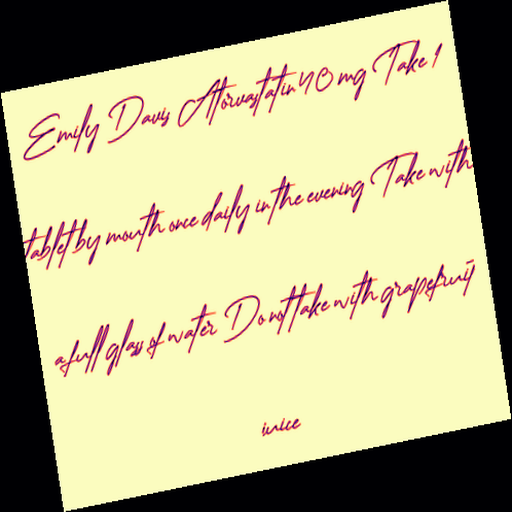 Emily Davis Atorvastatin 40 mg Take 1
tablet by mouth once daily in the evening Take with
a full glass of water Do not take with grapefruit
juice